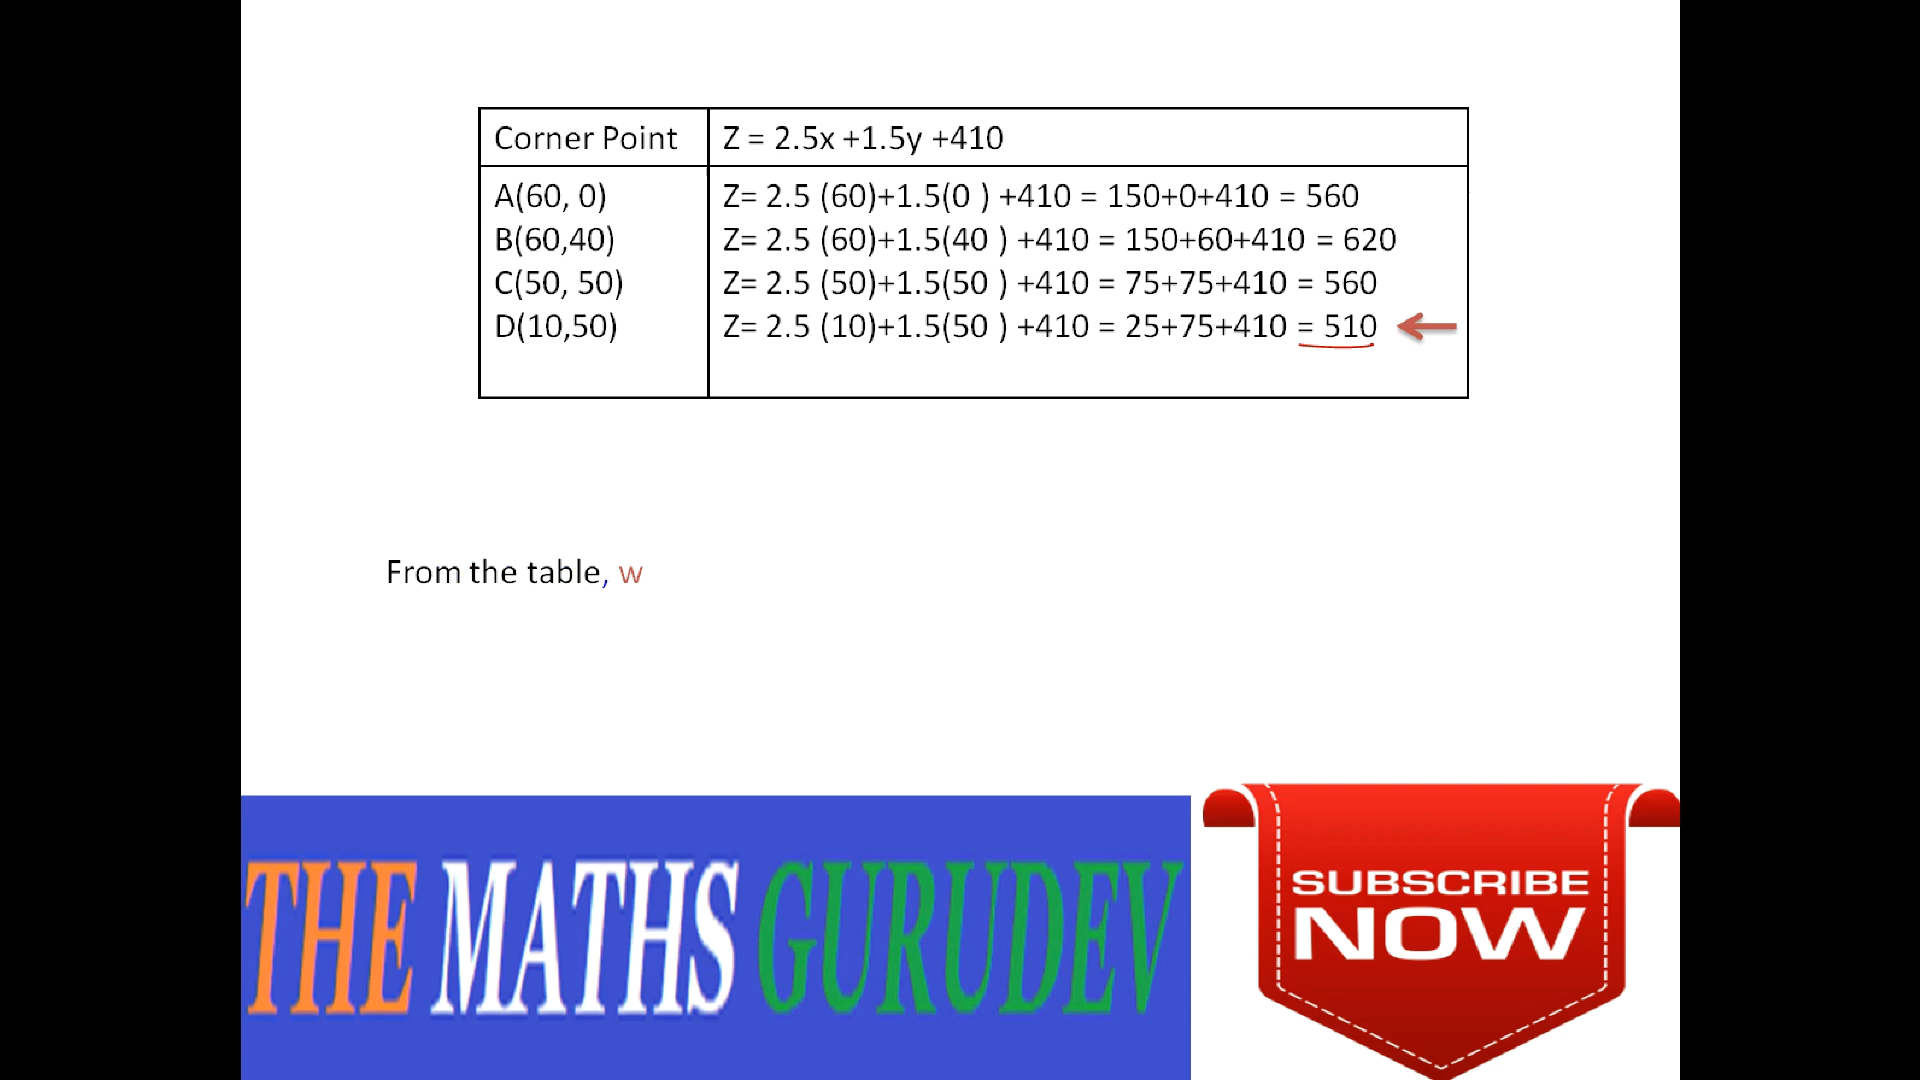 Corner Point
Z = 2.5x +1.5y +410
A(60, 0)
Z= 2.5 (60)+1.5(0 ) +410 = 150+0+410 = 560
B(60,40)
Z= 2.5 (60)+1.5(40 ) +410 = 150+60+410 = 620
C(50, 50)
Z= 2.5 (50)+1.5(50 ) +410 = 75+75+410 = 560
D(10,50)
Z= 2.5 (10)+1.5(50 ) +410 = 25+75+410 = 510
From the table, w
THE MATHS GURUDEV
SUBSCRIBE
NOW